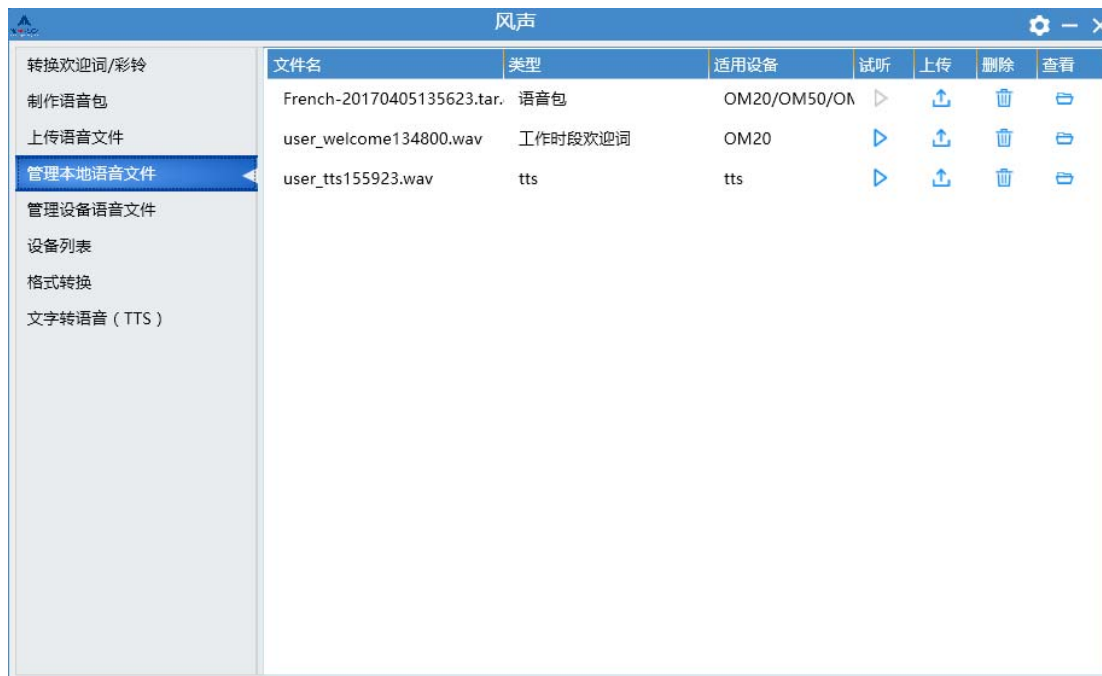 风声
转换欢迎词/彩铃
制作语音包
上传语音文件
管理本地语音文件
管理设备语音文件
设备列表
格式转换
文字转语音（TTS）
文件名 类型 适用设备 试听 上传 删除 查看
French-20170405135623.tar. 语音包 OM20/OM50/OM
user_welcome134800.wav 工作时段欢迎词 OM20
user_tts155923.wav tts tts